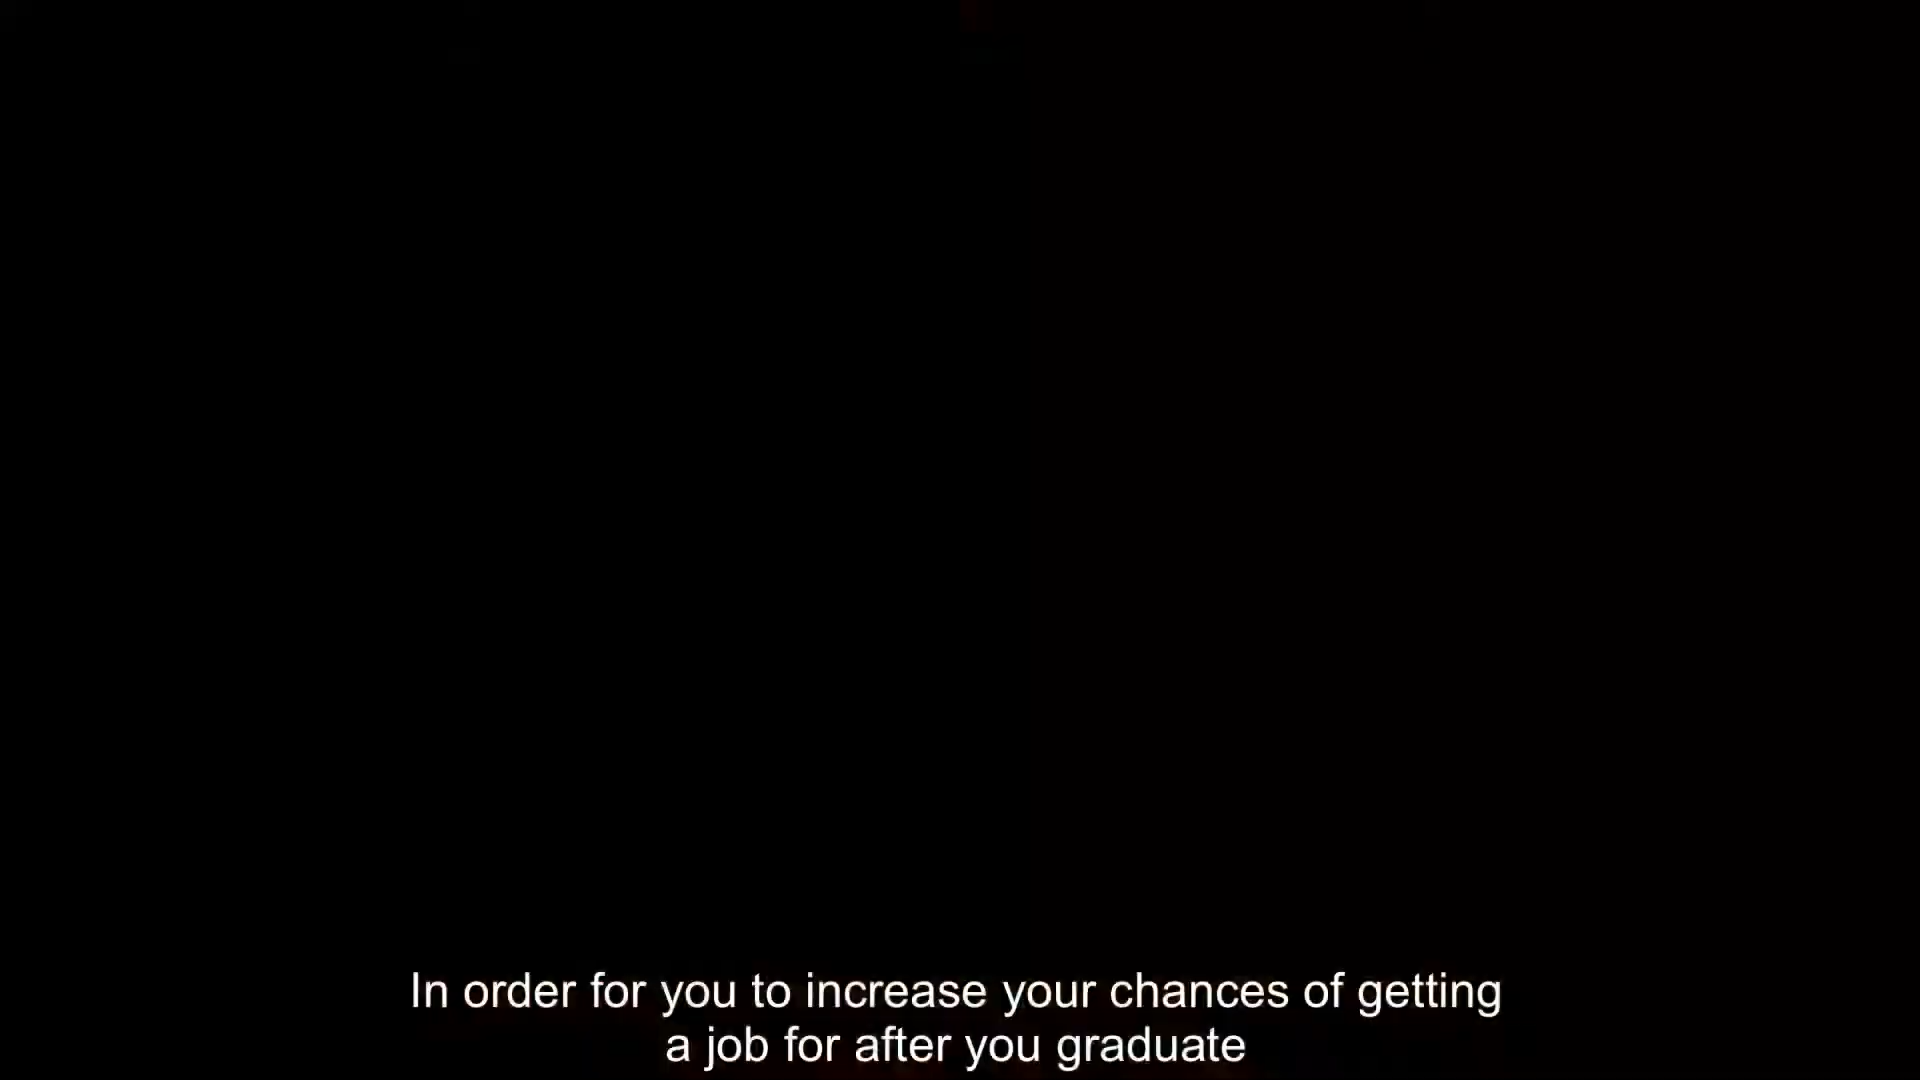 In order for you to increase your chances of getting
a job for after you graduate